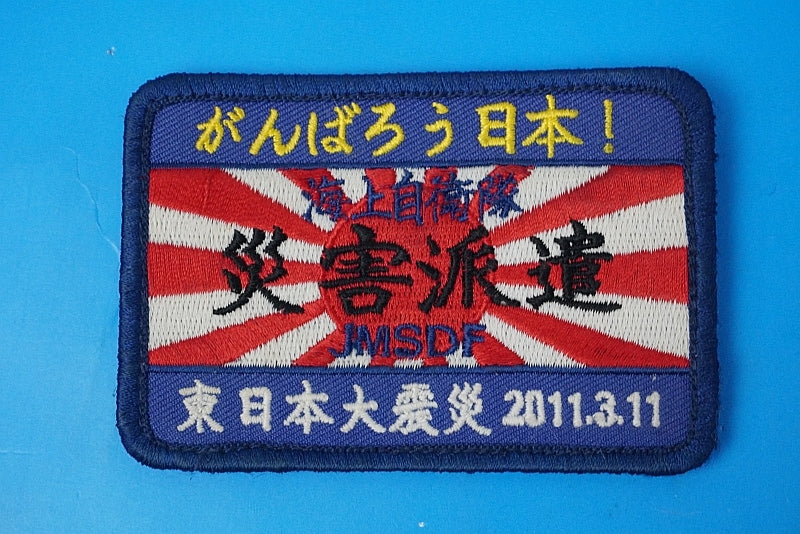 がんばろう日本!
海上自衛隊
災害派遣
JMSDF
東日本大震災 2011.3.11